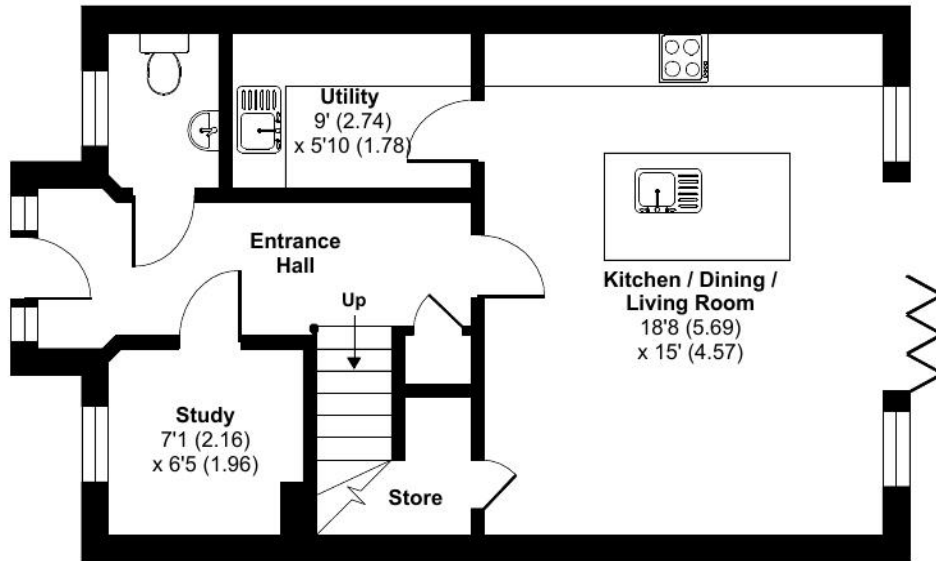 Utility
9' (2.74)
x 5'10 (1.78)
Entrance
Hall
Up
Kitchen / Dining /
Living Room
18'8 (5.69)
x 15' (4.57)
Study
7'1 (2.16)
x 6'5 (1.96)
Store